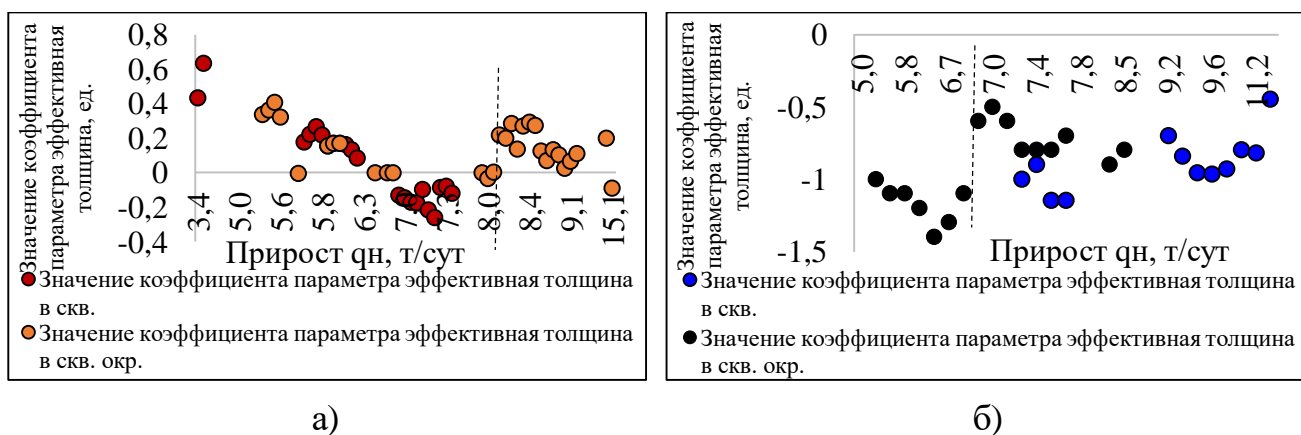 Значение коэффициента
параметра эффективная
толщина, ед.
0,8
0,6
0,4
0,2
0
-0,2
-0,4
3,4
5,0
5,6
5,8
6,3
7,3
8,0
8,4
9,1
15,1
Прирост qн, т/сут
Значение коэффициента параметра эффективная толщина
в скв.
Значение коэффициента параметра эффективная толщина
в скв. окр.
а)
Значение коэффициента
параметра эффективная
толщина, ед.
0
-0,5
-1
-1,5
5,0
5,8
6,7
7,0
7,4
7,8
8,5
9,2
9,6
11,2
Прирост qн, т/сут
Значение коэффициента параметра эффективная толщина
в скв.
Значение коэффициента параметра эффективная толщина
в скв. окр.
б)